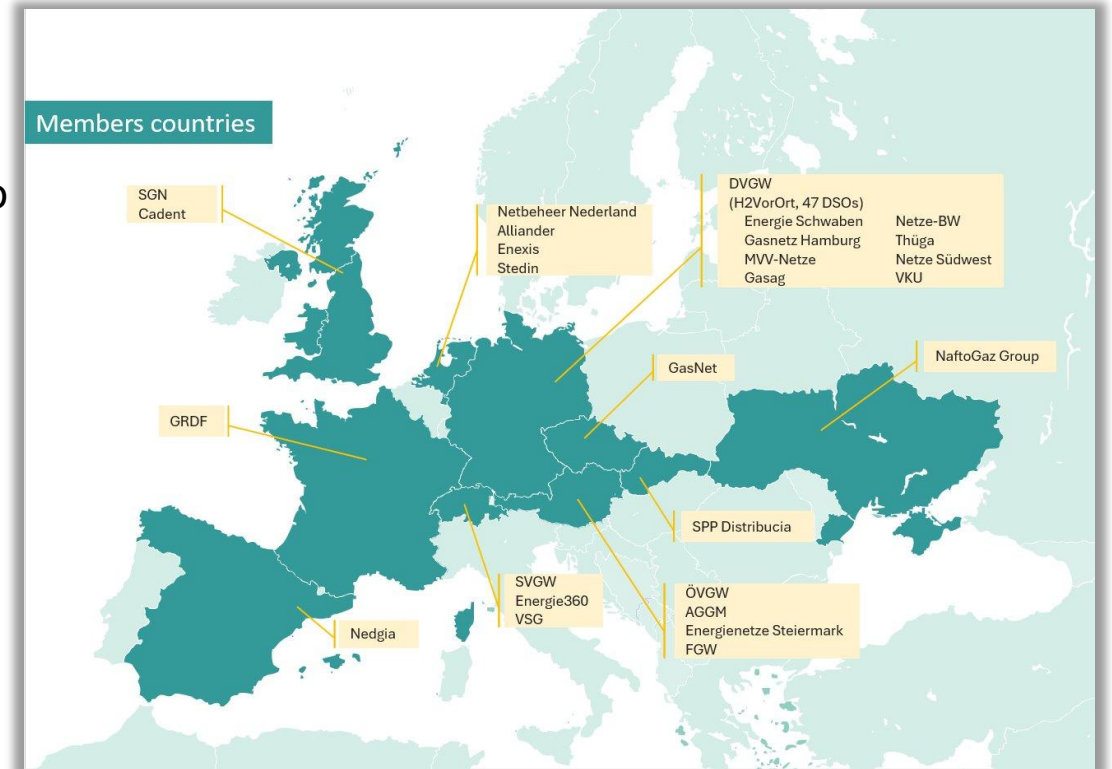 Members countries
SGN
Cadent
Netbeheer Nederland
Alliander
Enexis
Stedin
DVGW
(H2VorOrt, 47 DSOs)
Energie Schwaben Netze-BW
Gasnetz Hamburg Thüga
MVV-Netze Netze Südwest
Gasag VKU
NaftoGaz Group
GasNet
GRDF
SPP Distribucia
SVGW
Energie360
VSG
ÖVGW
AGGM
Energienetze Steiermark
FGW
Nedgia